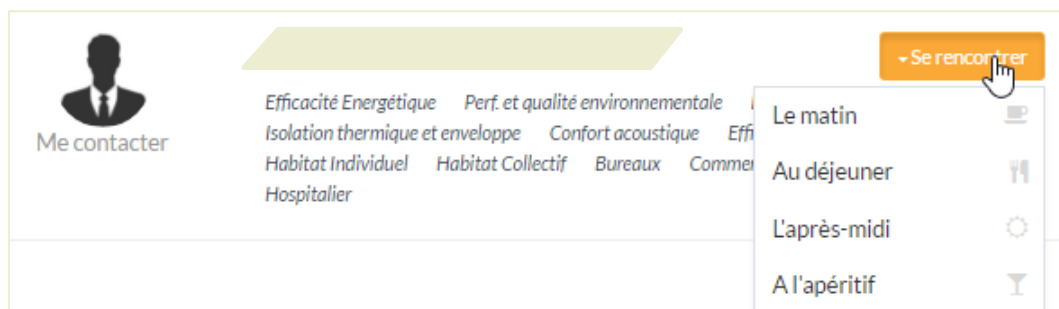 Se rencontrer
Efficacité Energétique Perf. et qualité environnementale
Le matin
Me contacter
Isolation thermique et enveloppe Confort acoustique
Habitat Individuel Habitat Collectif Bureaux
Au déjeuner
Hospitalier
L'après-midi
A l'apéritif